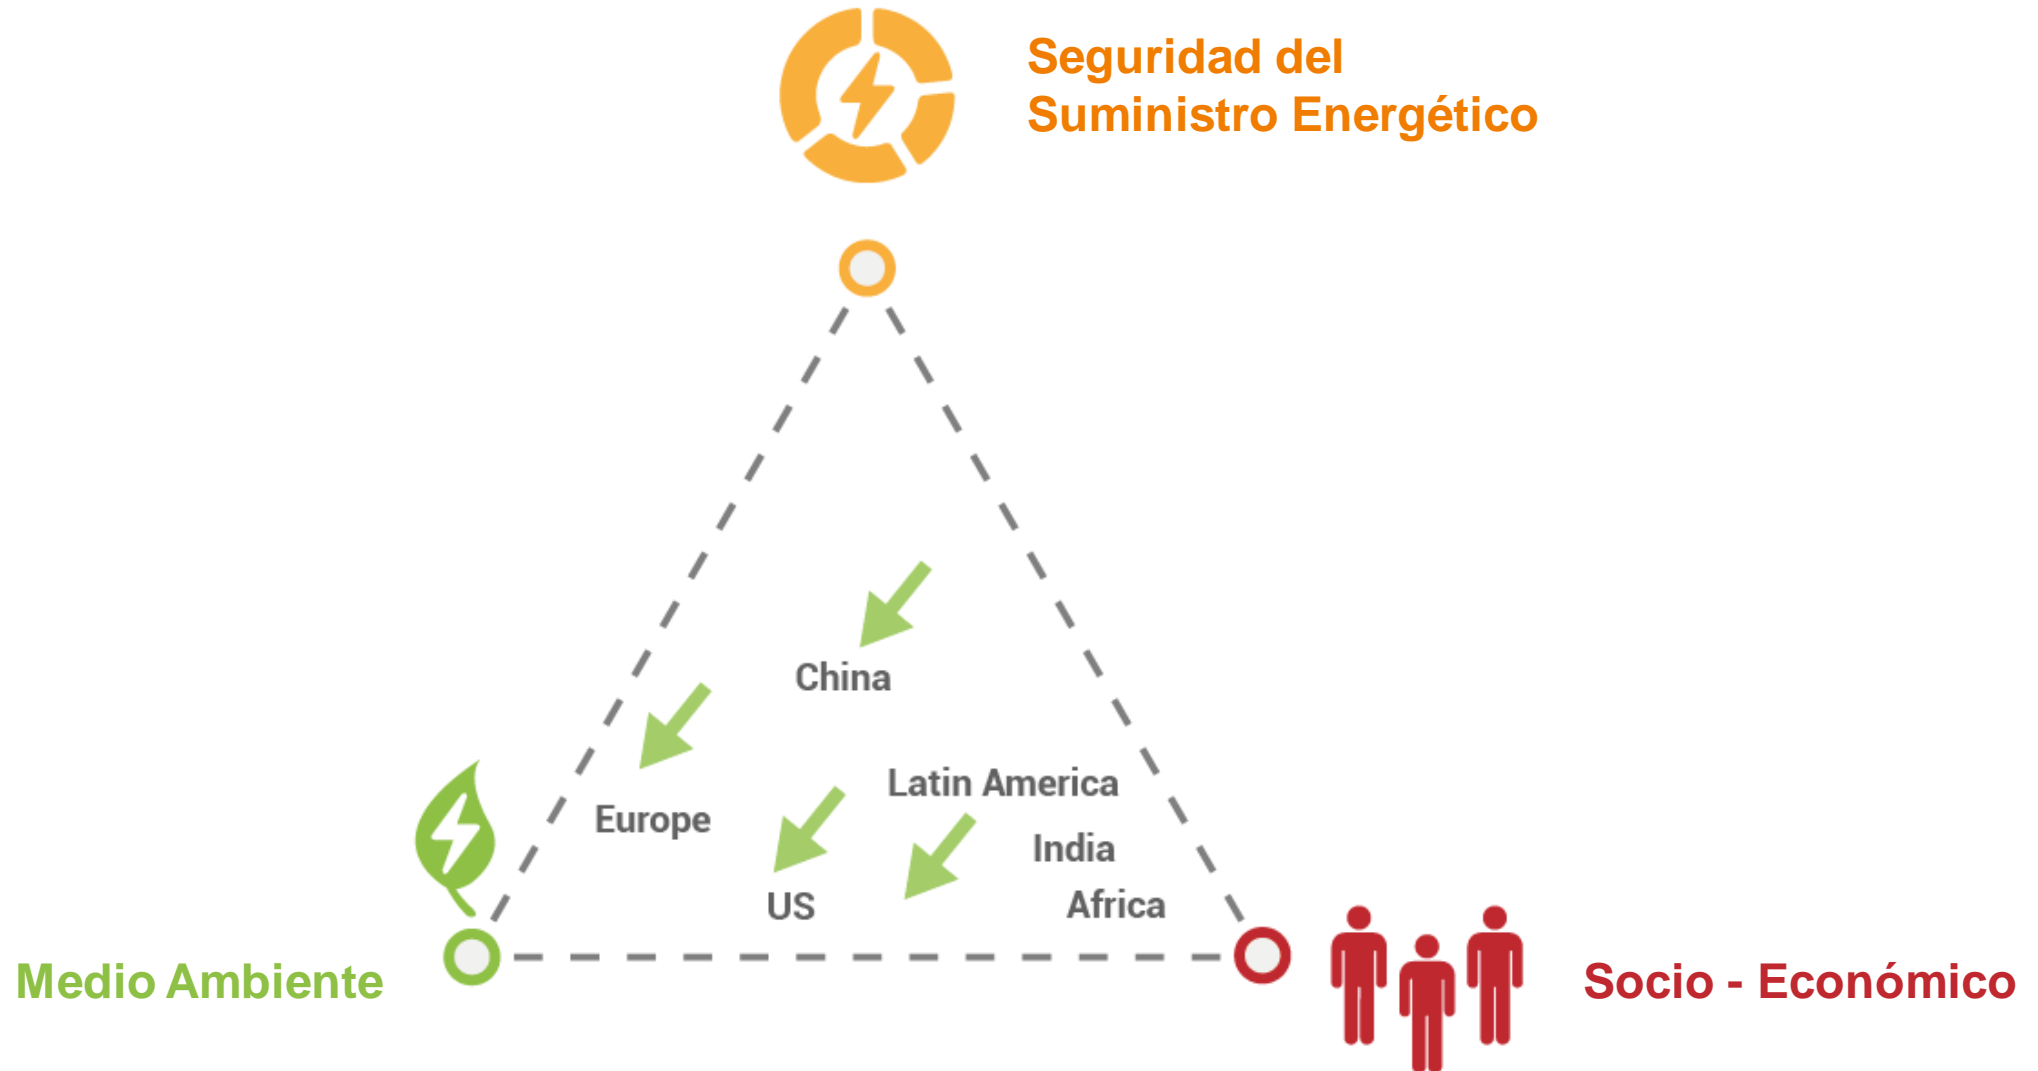 Seguridad del
Suministro Energético
China
Latin America
Europe
India
US
Africa
Medio Ambiente
Socio - Económico